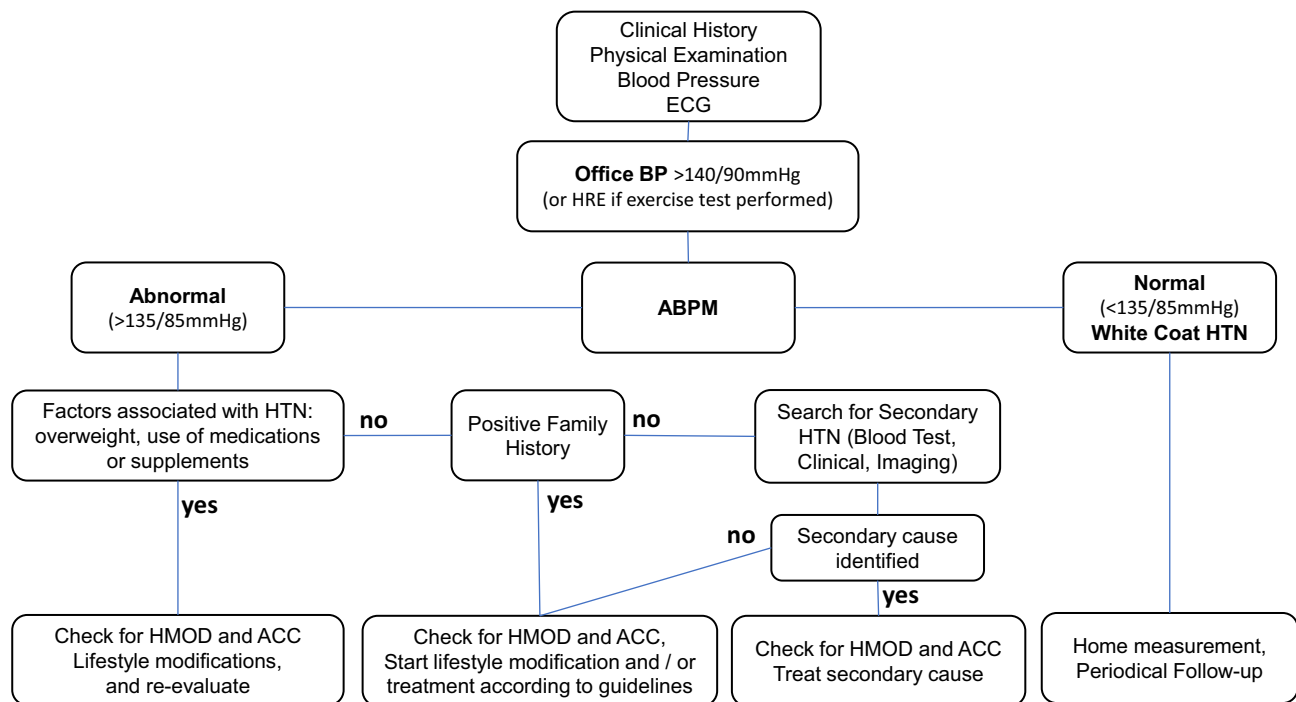 Clinical History
Physical Examination
Blood Pressure
ECG
Office BP >140/90mmHg
(or HRE if exercise test performed)
Abnormal
(>135/85mmHg)
ABPM
Normal
(<135/85mmHg)
White Coat HTN
Factors associated with HTN:
overweight, use of medications
or supplements
no
Positive Family
History
no
Search for Secondary
HTN (Blood Test,
Clinical, Imaging)
yes
yes
no
Secondary cause
identified
yes
Check for HMOD and ACC
Lifestyle modifications,
and re-evaluate
Check for HMOD and ACC,
Start lifestyle modification and / or
treatment according to guidelines
Check for HMOD and ACC
Treat secondary cause
Home measurement,
Periodical Follow-up